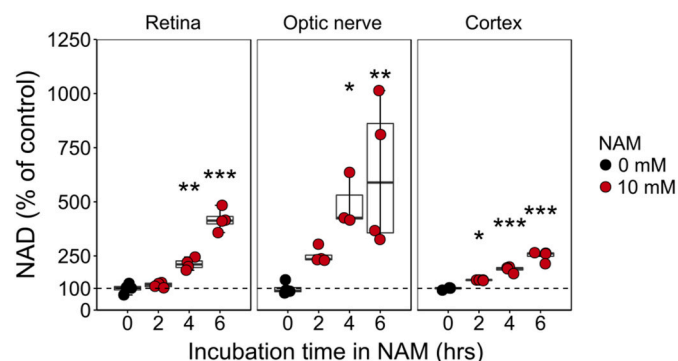 Retina Optic nerve Cortex
1250
1000
750
500
250
100
0
NAD (% of control)
** ***
* **
* *** ***
0 2 4 6 0 2 4 6 0 2 4 6
Incubation time in NAM (hrs)
NAM
0 mM
10 mM